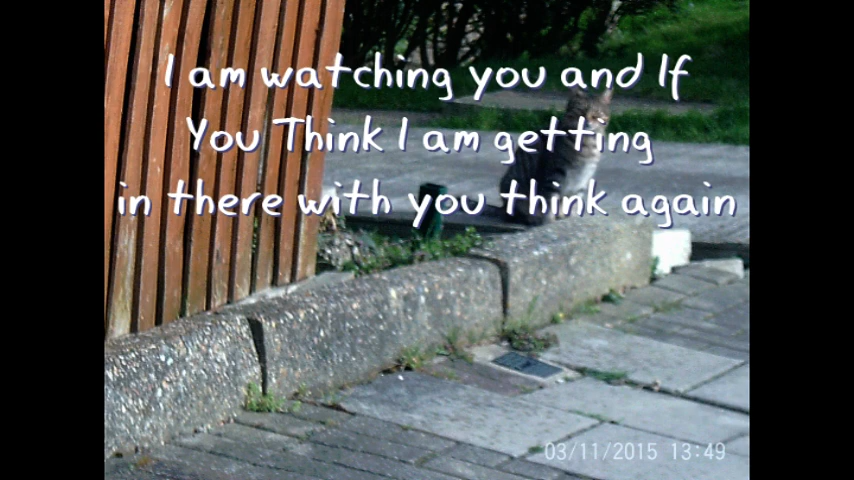 I am watching you and If
You Think I am getting
in there with you think again
03/11/2015 13:49